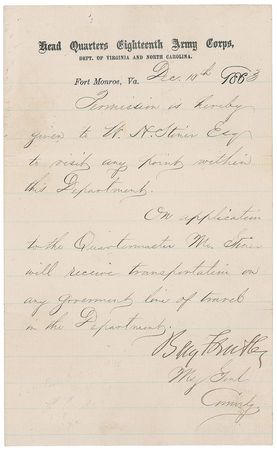 Head Quarters Eighteenth Army Corps,
DEPT. OF VIRGINIA AND NORTH CAROLINA.
Fort Monroe, Va. Dec. 10th 1863
Permission is hereby
given to W. H. Stiner Esq
to visit any point within
this Department.
On application
to the Quartermaster Mr. Stiner
will receive transportation on
any government line of travel
in the Department.
Benj F Butler
Maj Genl
Comdg